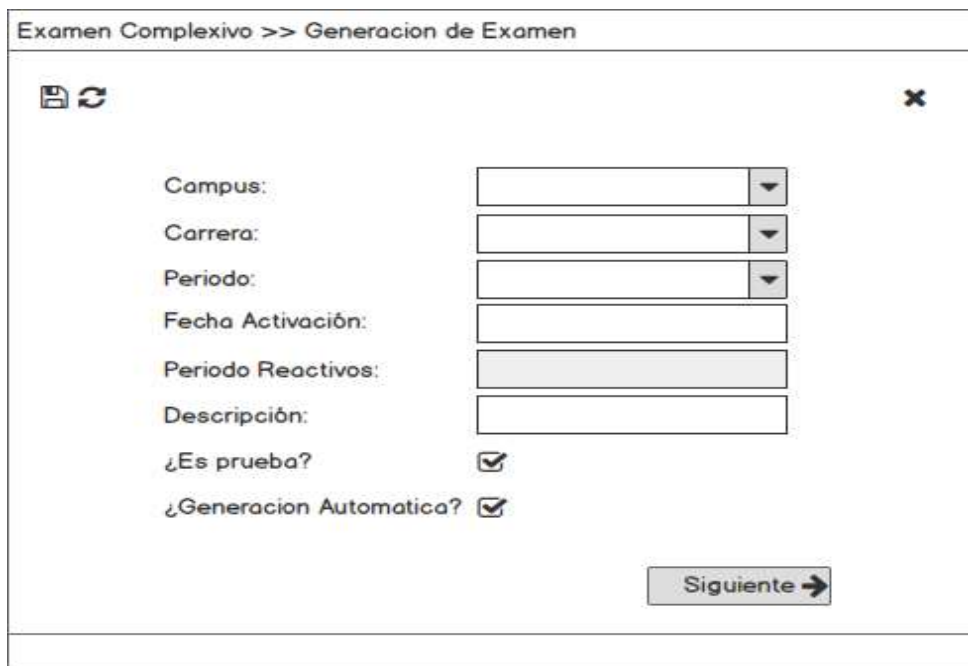 Examen Complexivo >> Generacion de Examen
Campus:
Carrera:
Periodo:
Fecha Activación:
Periodo Reactivos:
Descripción:
¿Es prueba?
¿Generacion Automatica?
Siguiente